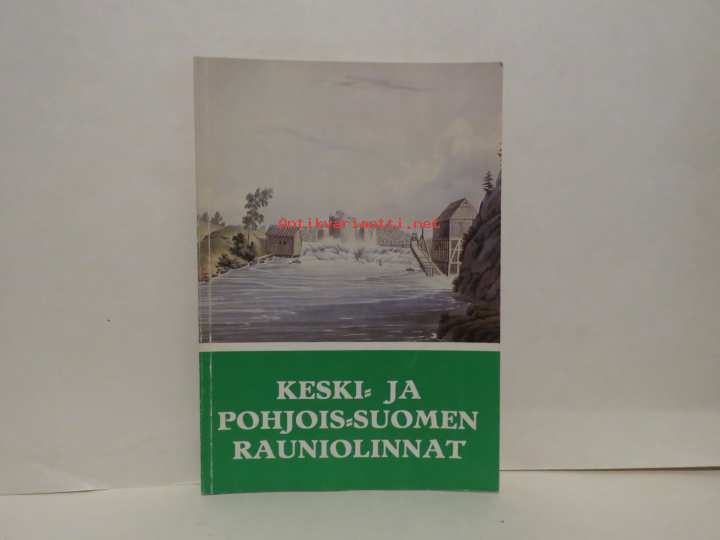 Antikvariaatti.net
KESKI- JA
POHJOIS-SUOMEN
RAUNIOLINNAT